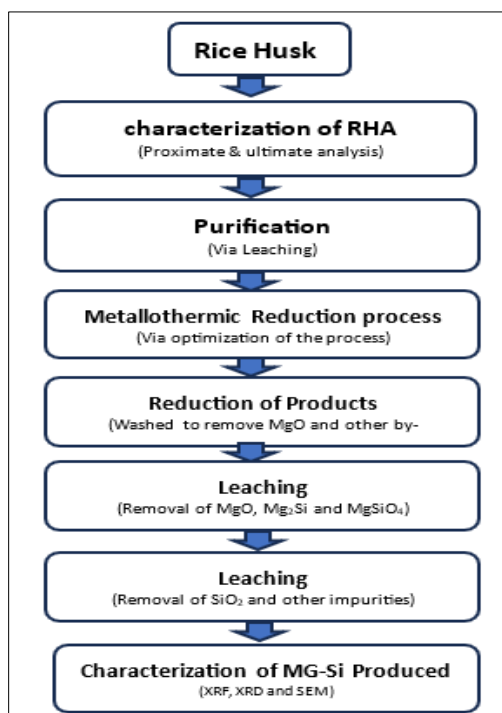 Rice Husk
characterization of RHA
(Proximate & ultimate analysis)
Purification
(Via Leaching)
Metallothermic Reduction process
(Via optimization of the process)
Reduction of Products
(Washed to remove MgO and other by-
Leaching
(Removal of MgO, Mg₂Si and MgSiO₄)
Leaching
(Removal of SiO₂ and other impurities)
Characterization of MG-Si Produced
(XRF, XRD and SEM)